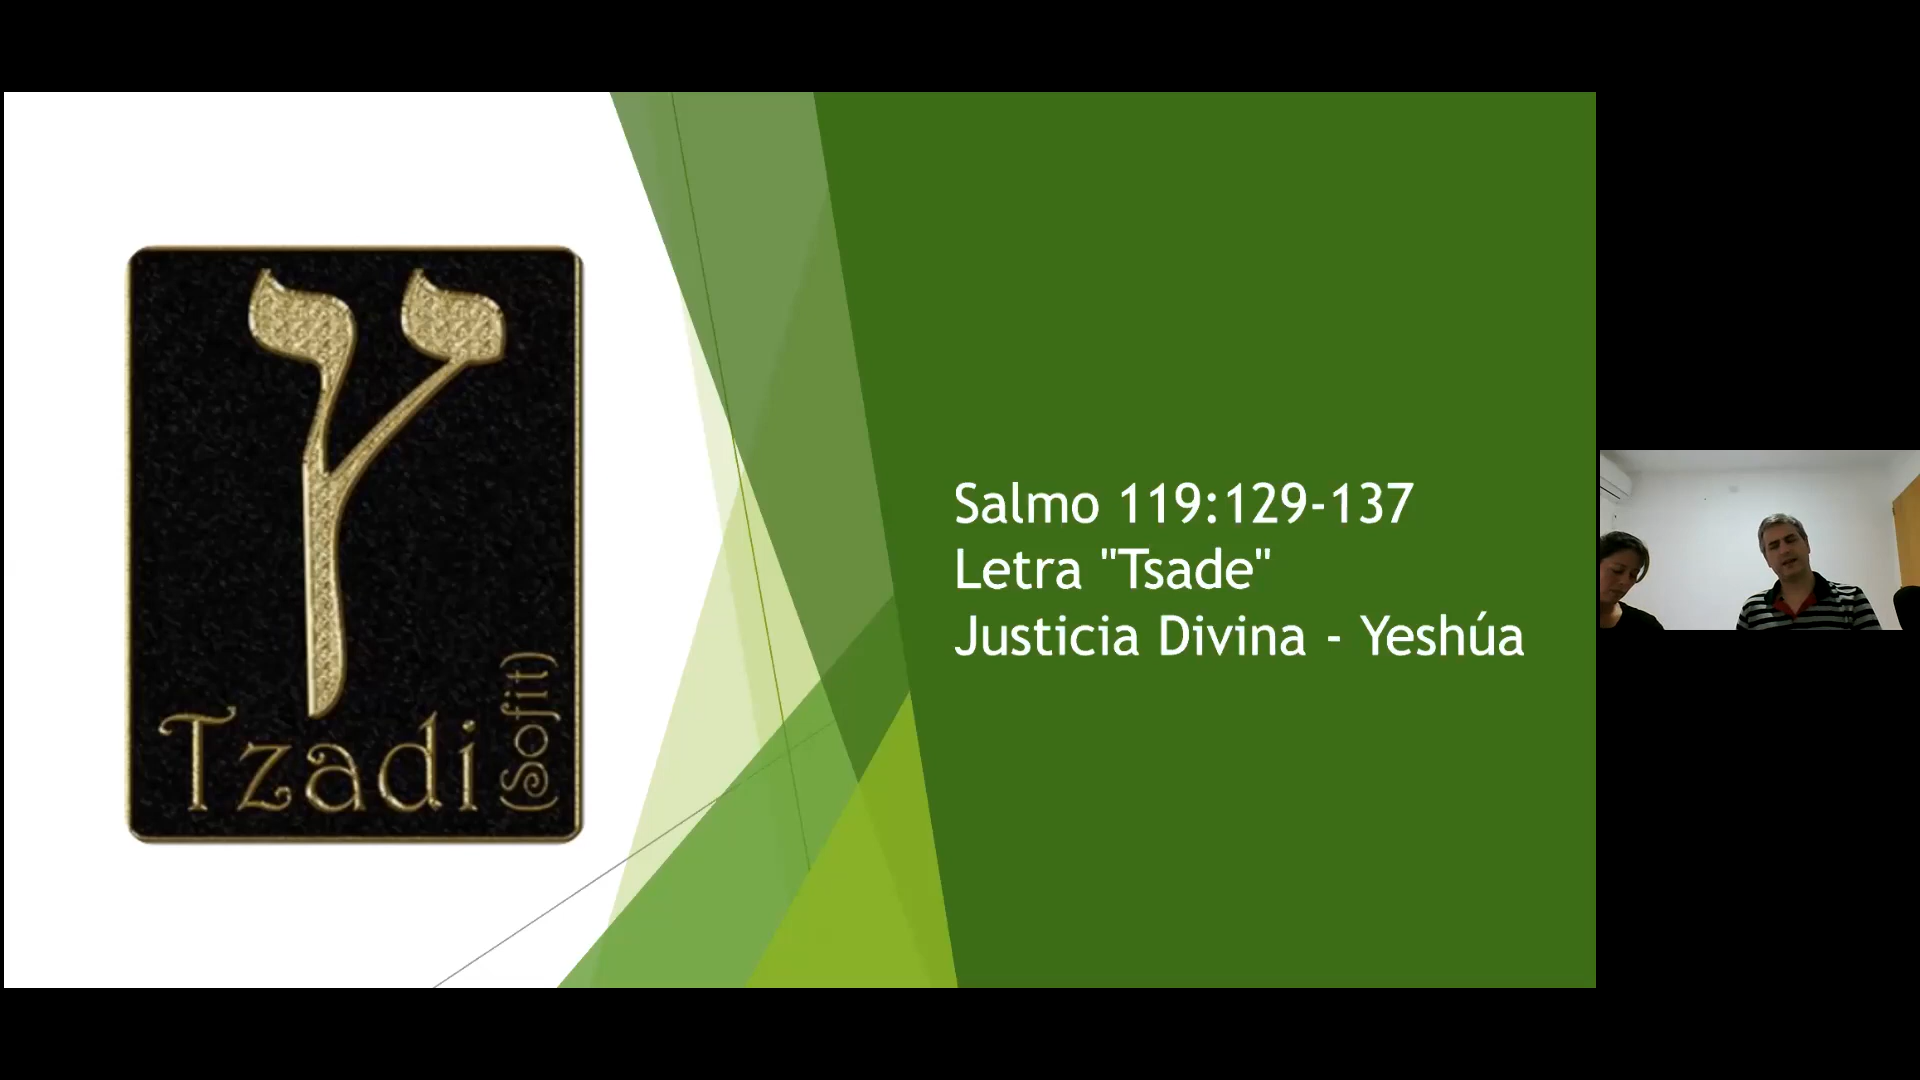 ץ
Tzadi
(Sofit)
Salmo 119:129-137
Letra "Tsade"
Justicia Divina - Yeshúa